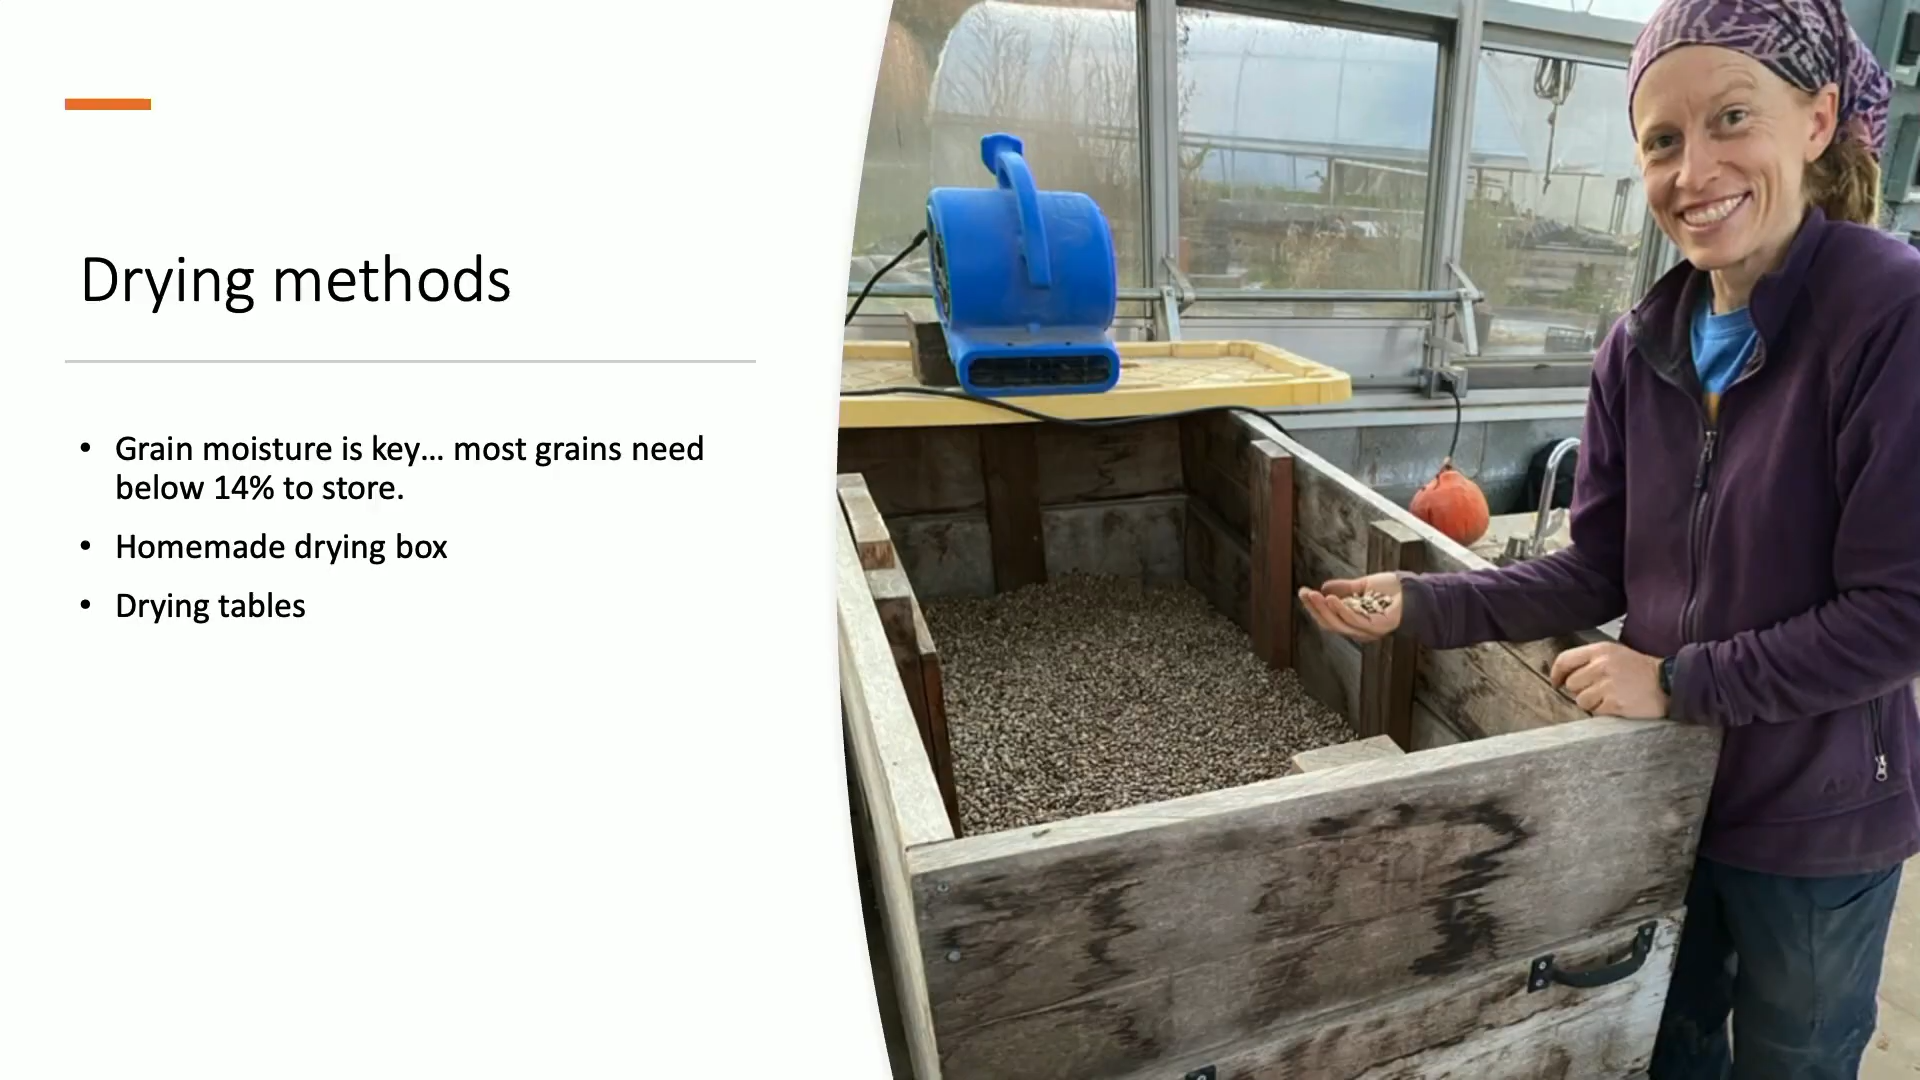 Drying methods
• Grain moisture is key... most grains need
below 14% to store.
• Homemade drying box
• Drying tables